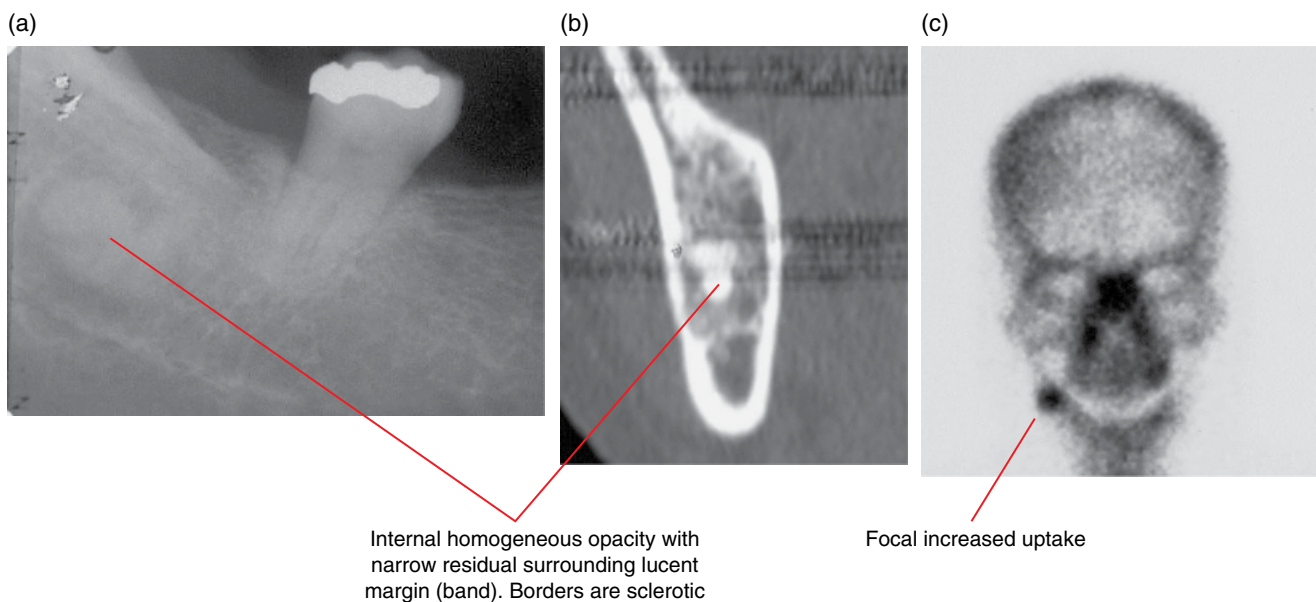 (a)
(b)
(c)
Internal homogeneous opacity with
narrow residual surrounding lucent
margin (band). Borders are sclerotic
Focal increased uptake